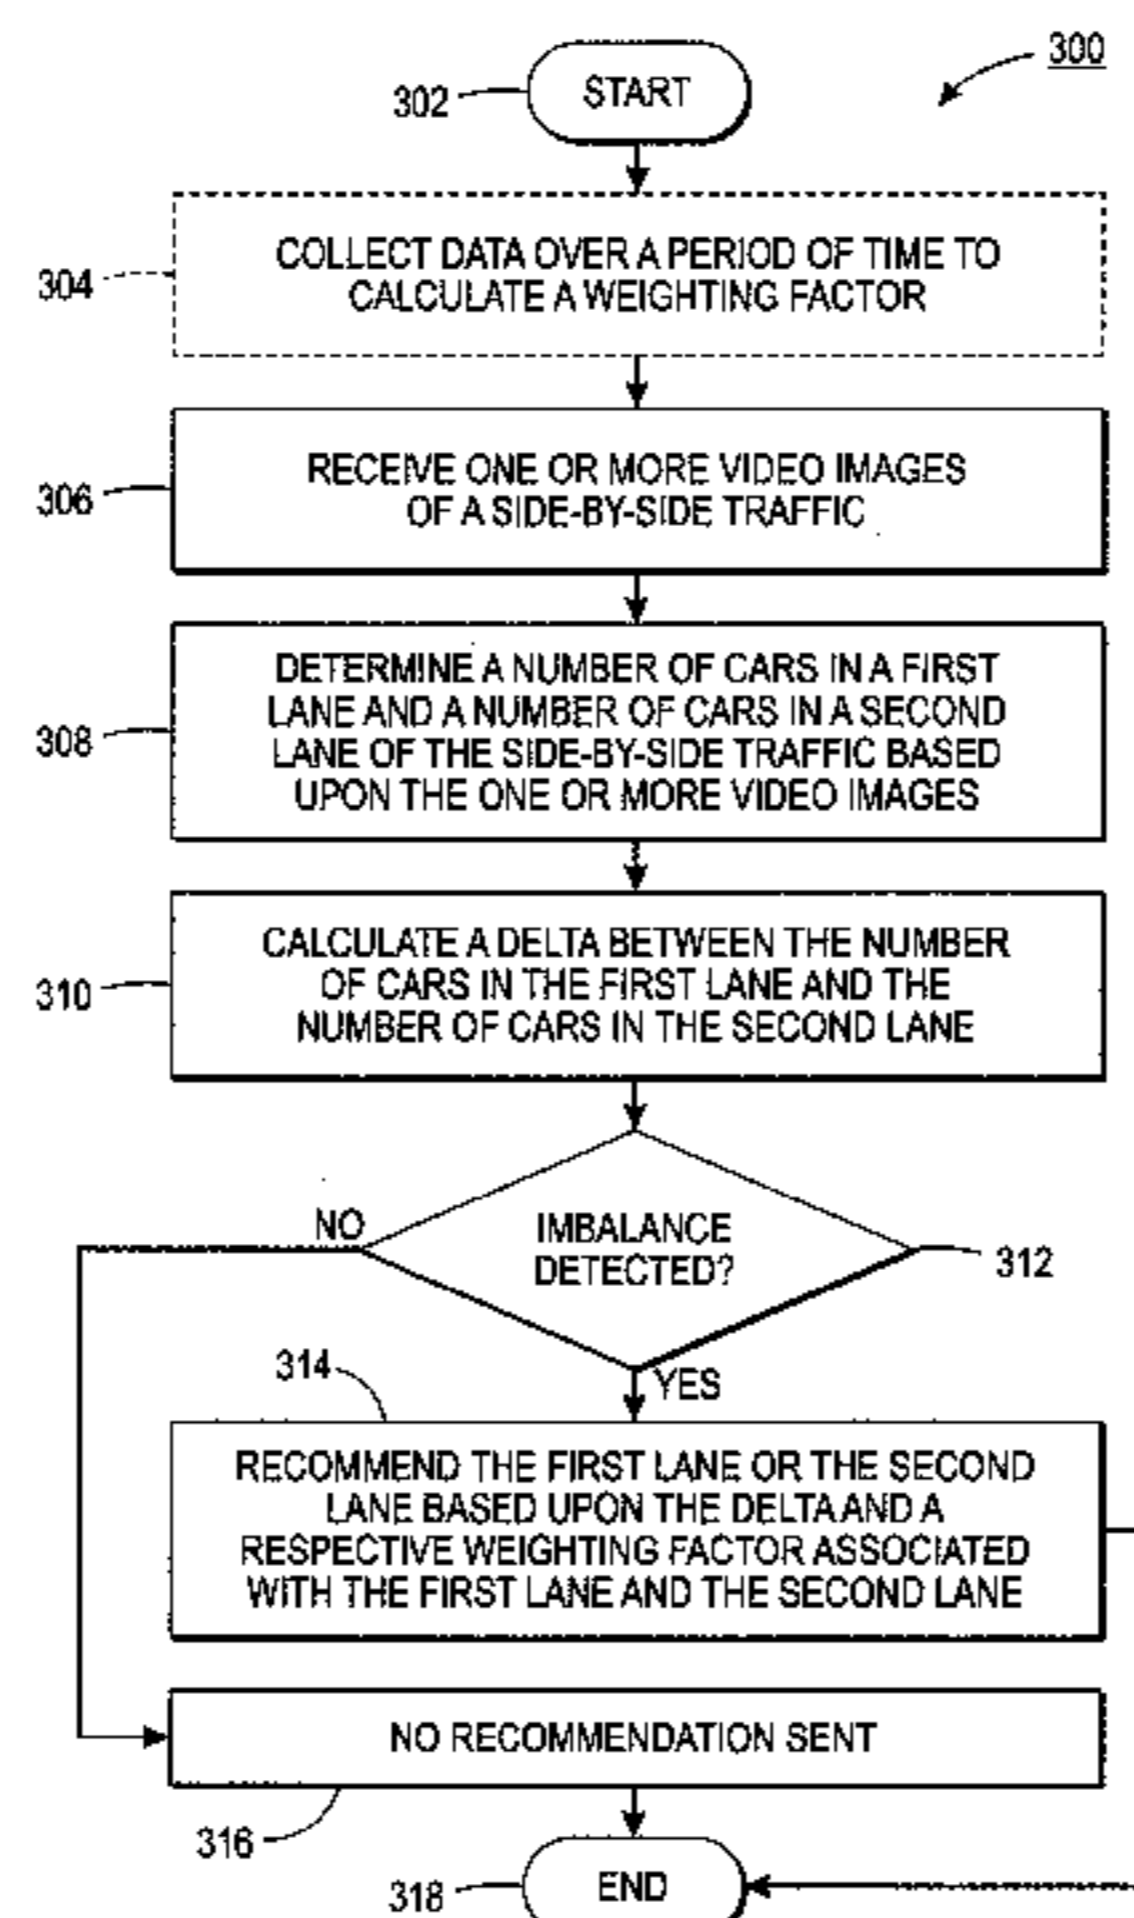 300
302
START
304
COLLECT DATA OVER A PERIOD OF TIME TO
CALCULATE A WEIGHTING FACTOR
306
RECEIVE ONE OR MORE VIDEO IMAGES
OF A SIDE-BY-SIDE TRAFFIC
308
DETERMINE A NUMBER OF CARS IN A FIRST
LANE AND A NUMBER OF CARS IN A SECOND
LANE OF THE SIDE-BY-SIDE TRAFFIC BASED
UPON THE ONE OR MORE VIDEO IMAGES
310
CALCULATE A DELTA BETWEEN THE NUMBER
OF CARS IN THE FIRST LANE AND THE
NUMBER OF CARS IN THE SECOND LANE
NO
IMBALANCE
DETECTED?
312
314
YES
RECOMMEND THE FIRST LANE OR THE SECOND
LANE BASED UPON THE DELTA AND A
RESPECTIVE WEIGHTING FACTOR ASSOCIATED
WITH THE FIRST LANE AND THE SECOND LANE
NO RECOMMENDATION SENT
316
318
END